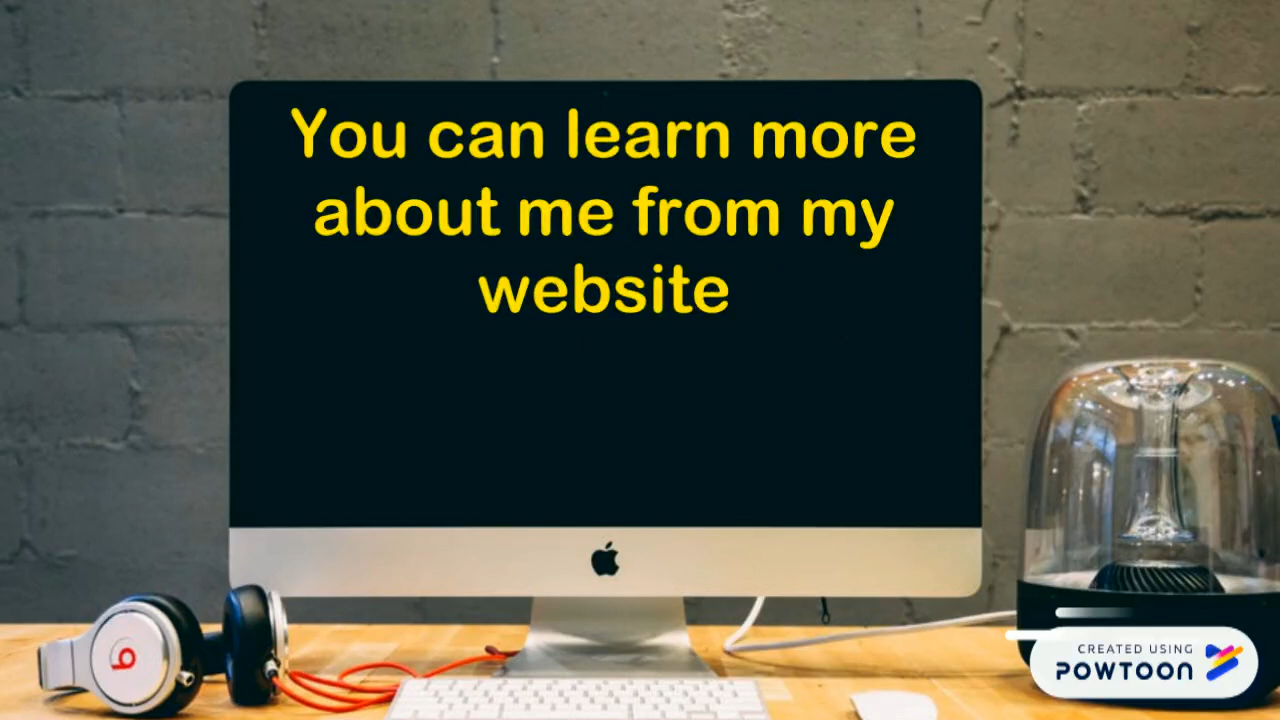 You can learn more
about me from my
website
CREATED USING
POWTOON